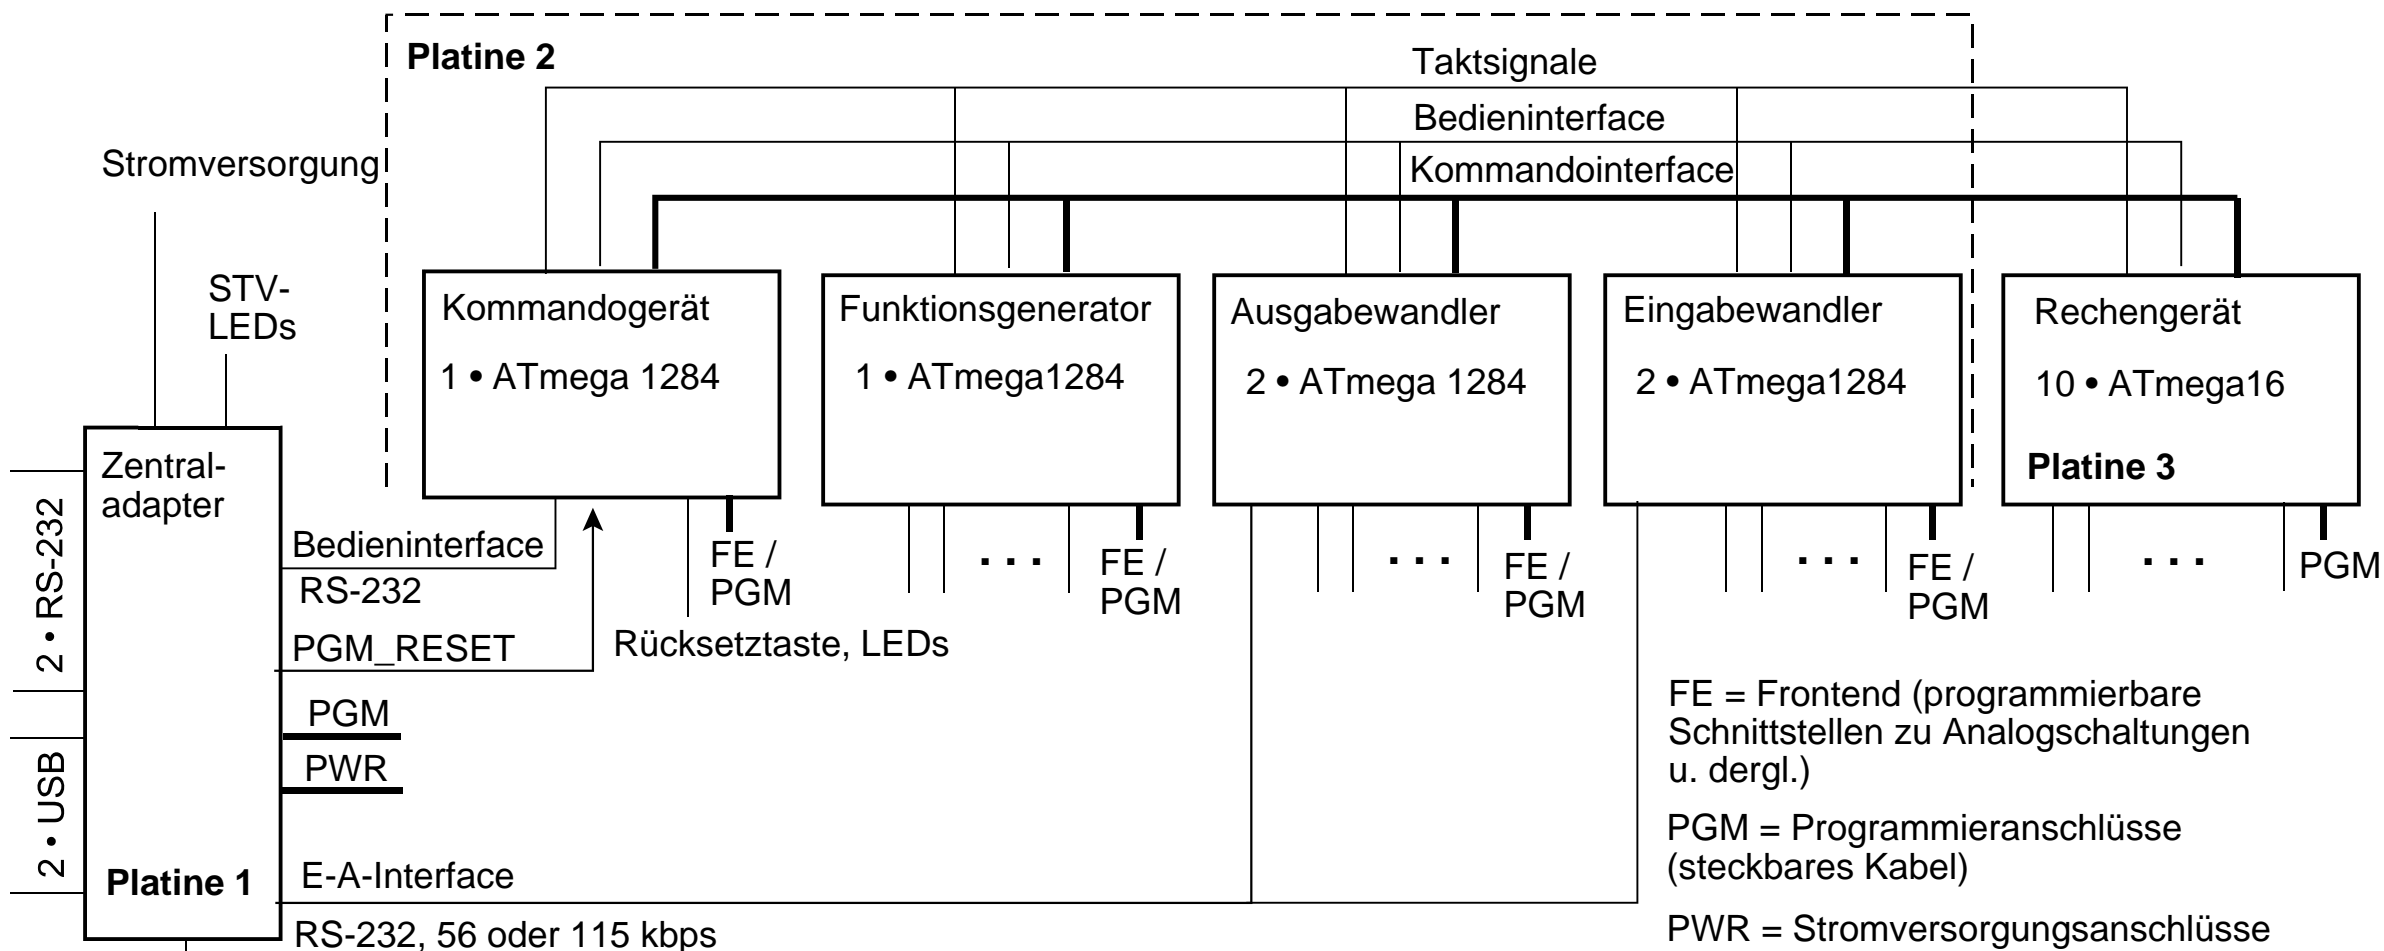 Platine 2
Taktsignale
Bedieninterface
Kommandointerface
Stromversorgung
STV-
LEDs
Kommandogerät
1 • ATmega 1284
Funktionsgenerator
1 • ATmega1284
Ausgabewandler
2 • ATmega 1284
Eingabewandler
2 • ATmega1284
Rechengerät
10 • ATmega16
Platine 3
Zentral-
adapter
2 • RS-232
2 • USB
Platine 1
Bedieninterface
RS-232
PGM_RESET
PGM
PWR
E-A-Interface
RS-232, 56 oder 115 kbps
FE /
PGM
Rücksetztaste, LEDs
. . .
FE /
PGM
. . .
FE /
PGM
. . .
FE /
PGM
. . .
PGM
FE = Frontend (programmierbare
Schnittstellen zu Analogschaltungen
u. dergl.)
PGM = Programmieranschlüsse
(steckbares Kabel)
PWR = Stromversorgungsanschlüsse